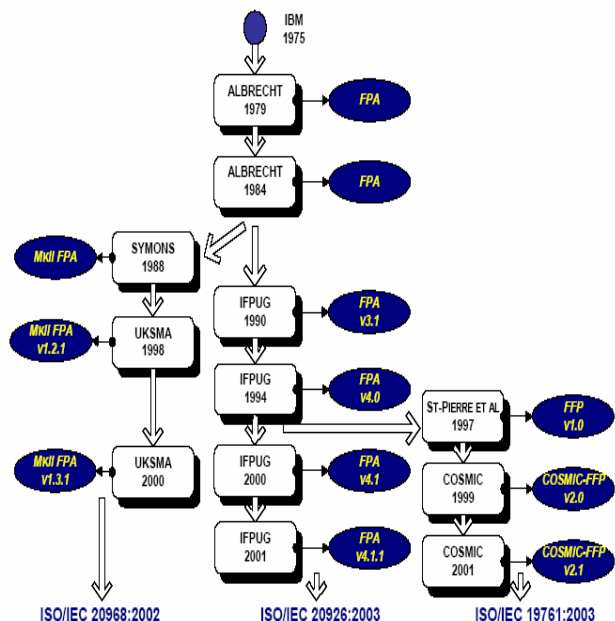 IBM
1975
ALBRECHT
1979
FPA
ALBRECHT
1984
FPA
SYMONS
1988
MKII FPA
IFPUG
1990
FPA
v3.1
UKSMA
1998
MKII FPA
v1.2.1
IFPUG
1994
FPA
v4.0
ST-PIERRE ET AL
1997
FFP
v1.0
UKSMA
2000
MKII FPA
v1.3.1
IFPUG
2000
FPA
v4.1
COSMIC
1999
COSMIC-FFP
v2.0
IFPUG
2001
FPA
v4.1.1
COSMIC
2001
COSMIC-FFP
v2.1
ISO/IEC 20968:2002
ISO/IEC 20926:2003
ISO/IEC 19761:2003